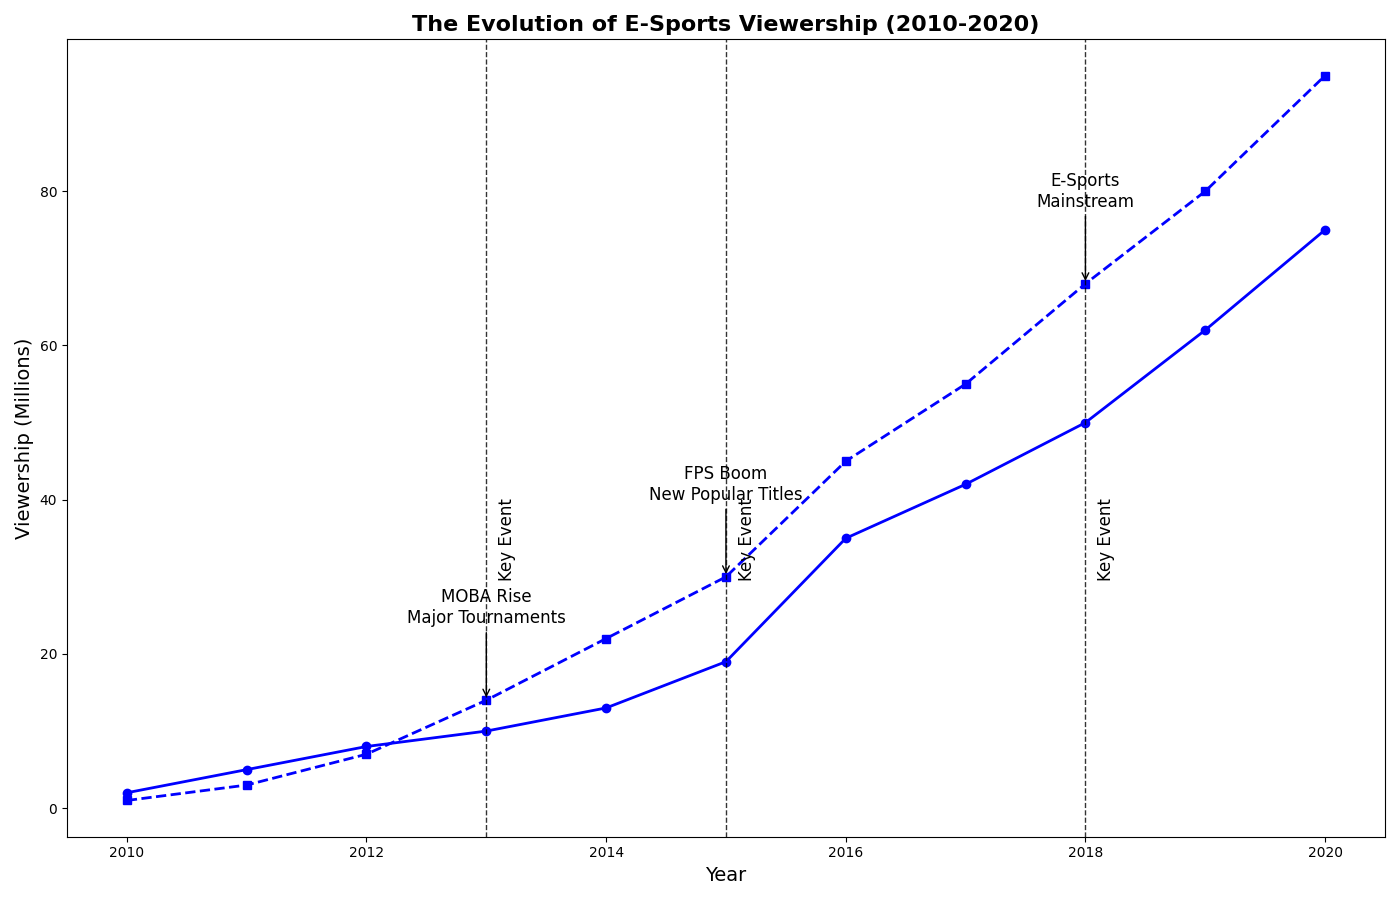 The Evolution of E-Sports Viewership (2010-2020)
Viewership (Millions)
80
60
40
20
0
E-Sports
Mainstream
FPS Boom
New Popular Titles
MOBA Rise
Major Tournaments
Key Event
Key Event
Key Event
2010
2012
2014
2016
2018
2020
Year